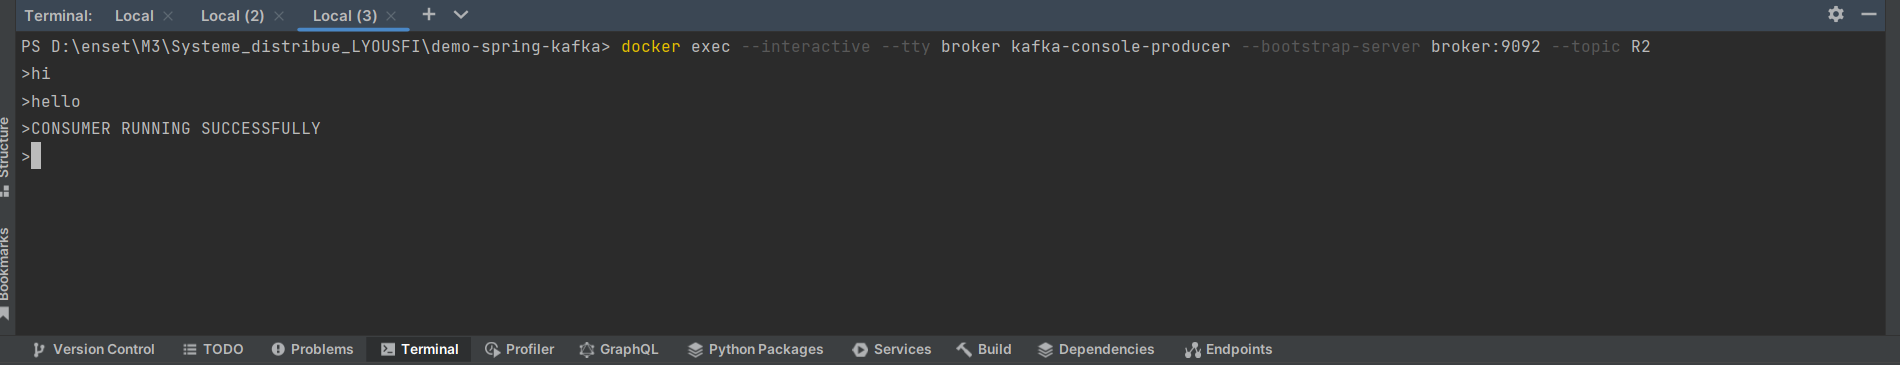 Terminal: Local Local (2) Local (3)
PS D:\enset\M3\Systeme_distribue_LYOUSFI\demo-spring-kafka> docker exec --interactive --tty broker kafka-console-producer --bootstrap-server broker:9092 --topic R2
>hi
>hello
>CONSUMER RUNNING SUCCESSFULLY
>
Structure
Bookmarks
Version Control TODO Problems Terminal Profiler GraphQL Python Packages Services Build Dependencies Endpoints